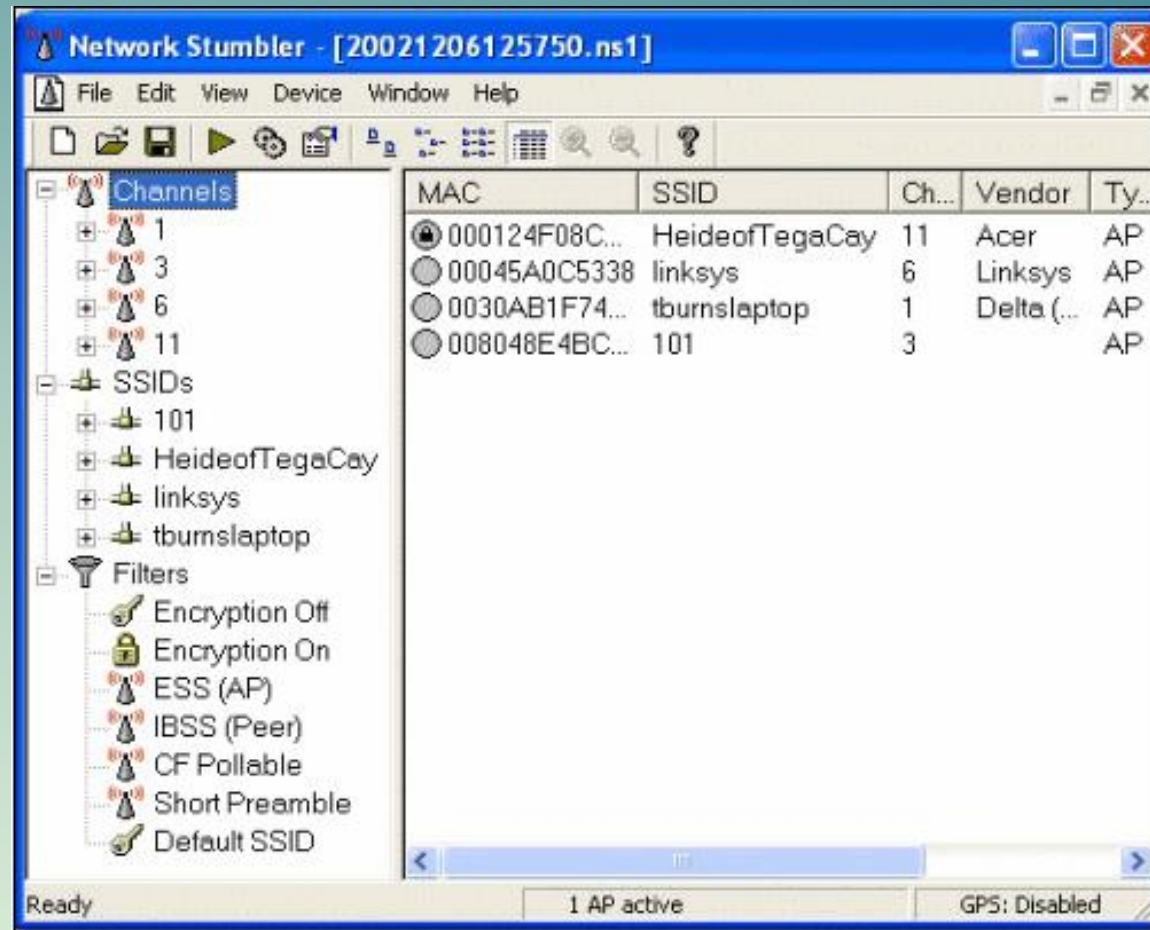 Network Stumbler - [20021206125750.ns1]
File Edit View Device Window Help
Channels
1
3
6
11
SSIDs
101
HeideofTegaCay
linksys
tburnslaptop
Filters
Encryption Off
Encryption On
ESS (AP)
IBSS (Peer)
CF Pollable
Short Preamble
Default SSID
MAC SSID Ch... Vendor Ty...
000124F08C... HeideofTegaCay 11 Acer AP
00045A0C5338 linksys 6 Linksys AP
0030AB1F74... tburnslaptop 1 Delta (... AP
008048E4BC... 101 3 AP
Ready 1 AP active GPS: Disabled